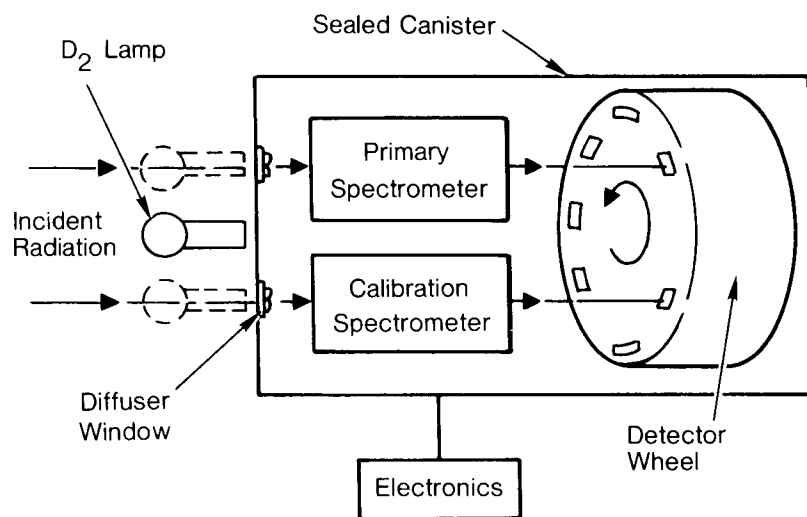 Sealed Canister
D2 Lamp
Primary
Spectrometer
Incident
Radiation
Calibration
Spectrometer
Diffuser
Window
Detector
Wheel
Electronics